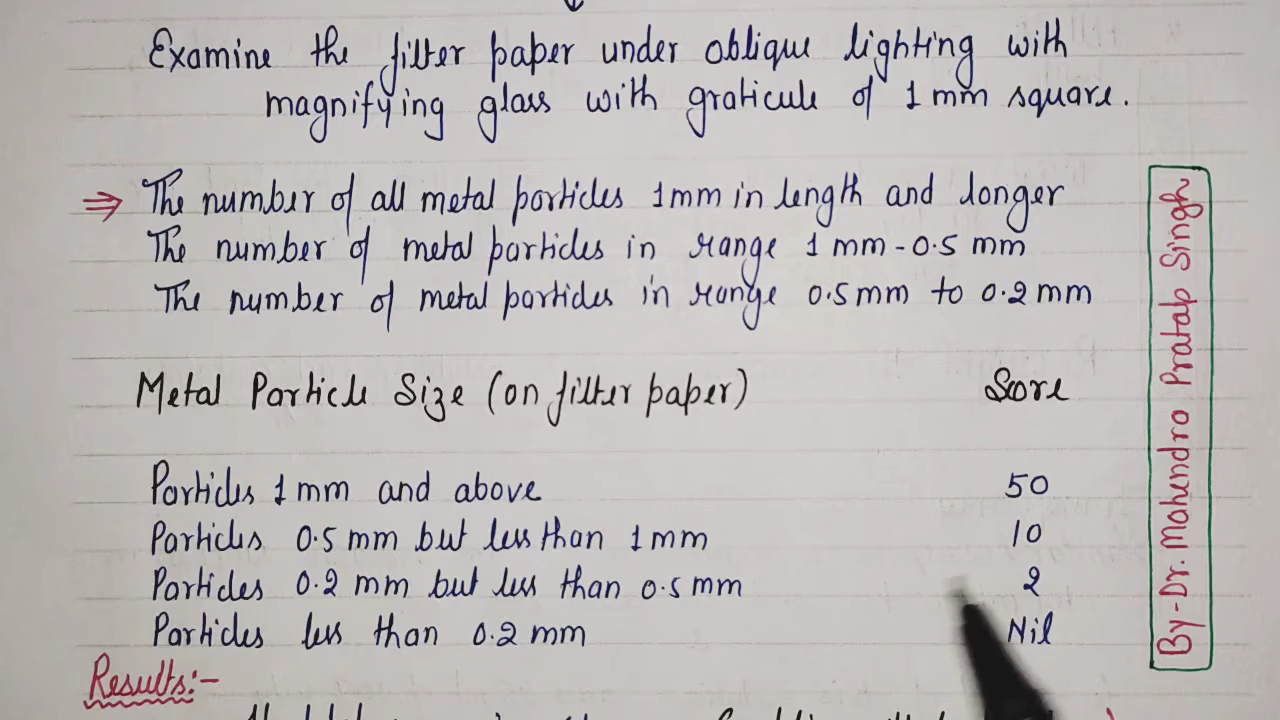 Examine the filter paper under oblique lighting with
magnifying glass with graticule of 1 mm square.
⇒ The number of all metal particles 1mm in length and longer
The number of metal particles in range 1 mm - 0.5 mm
The number of metal particles in range 0.5mm to 0.2 mm
Metal Particle Size (on filter paper) Score
Particles 1 mm and above 50
Particles 0.5 mm but less than 1 mm 10
Particles 0.2 mm but less than 0.5 mm 2
Particles less than 0.2 mm Nil
Results:-
By-Dr. Mahendra Pratap Singh